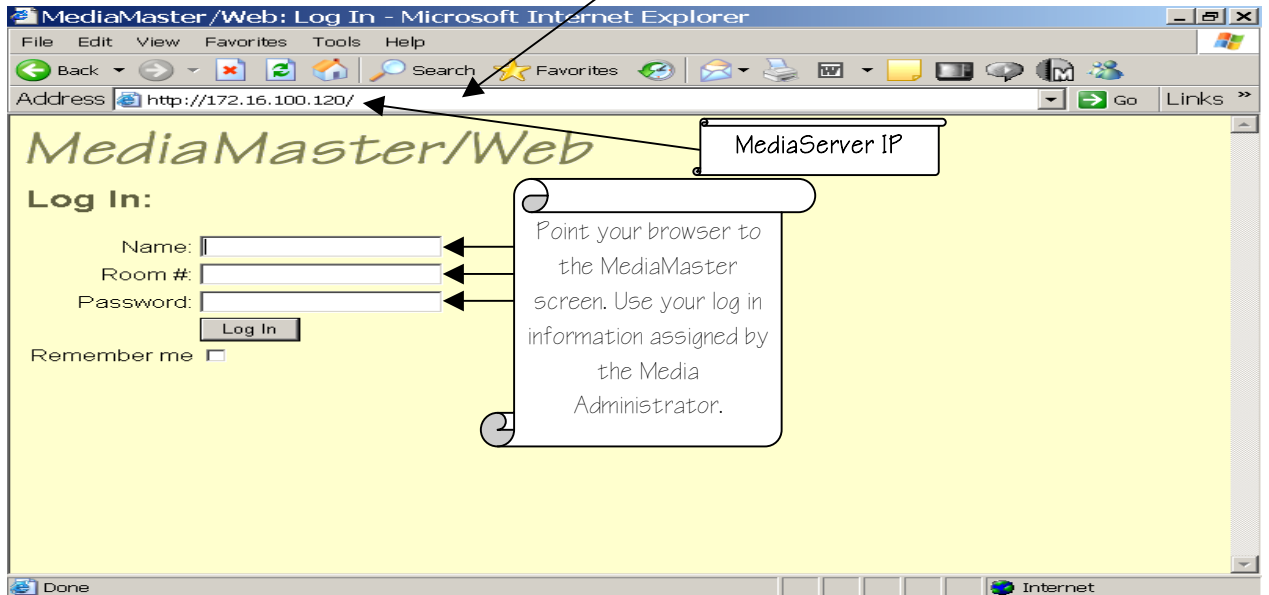 MediaMaster/Web: Log In - Microsoft Internet Explorer
File Edit View Favorites Tools Help
Back Search Favorites
Address http://172.16.100.120/ Go Links »
MediaMaster/Web
MediaServer IP
Log In:
Name:
Room #:
Password:
Log In
Remember me
Point your browser to
the MediaMaster
screen. Use your log in
information assigned by
the Media
Administrator.
Done Internet